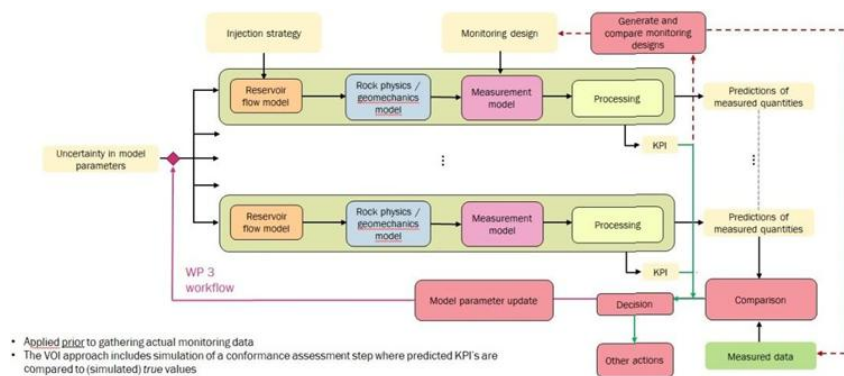 Injection strategy
Monitoring design
Generate and
compare monitoring
designs
Reservoir
flow model
Rock physics /
geomechanics
model
Measurement
model
Processing
Predictions of
measured quantities
KPI
Uncertainty in model
parameters
...
...
Reservoir
flow model
Rock physics /
geomechanics
model
Measurement
model
Processing
Predictions of
measured quantities
KPI
WP 3
workflow
Model parameter update
Decision
Comparison
Other actions
Measured data
• Applied prior to gathering actual monitoring data
• The VOI approach includes simulation of a conformance assessment step where predicted KPI's are
compared to (simulated) true values